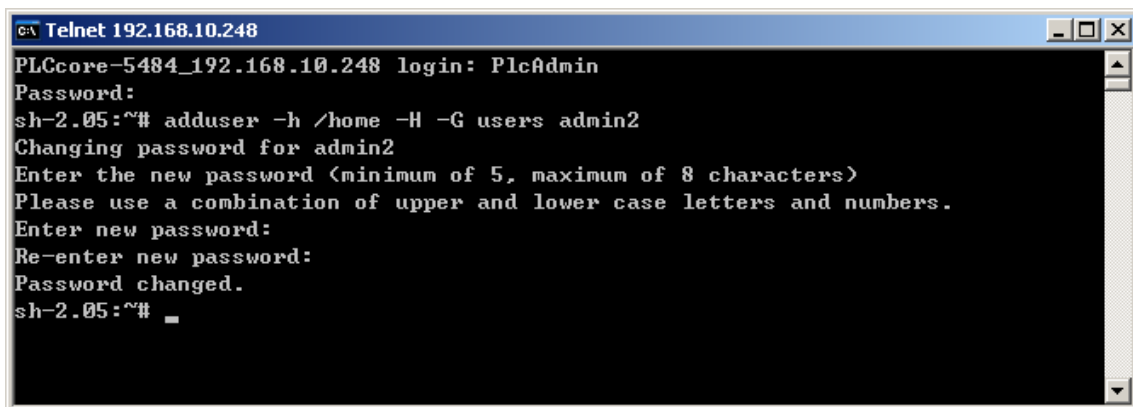 Telnet 192.168.10.248
PLCcore-5484_192.168.10.248 login: PlcAdmin
Password:
sh-2.05:~# adduser -h /home -H -G users admin2
Changing password for admin2
Enter the new password (minimum of 5, maximum of 8 characters)
Please use a combination of upper and lower case letters and numbers.
Enter new password:
Re-enter new password:
Password changed.
sh-2.05:~# _